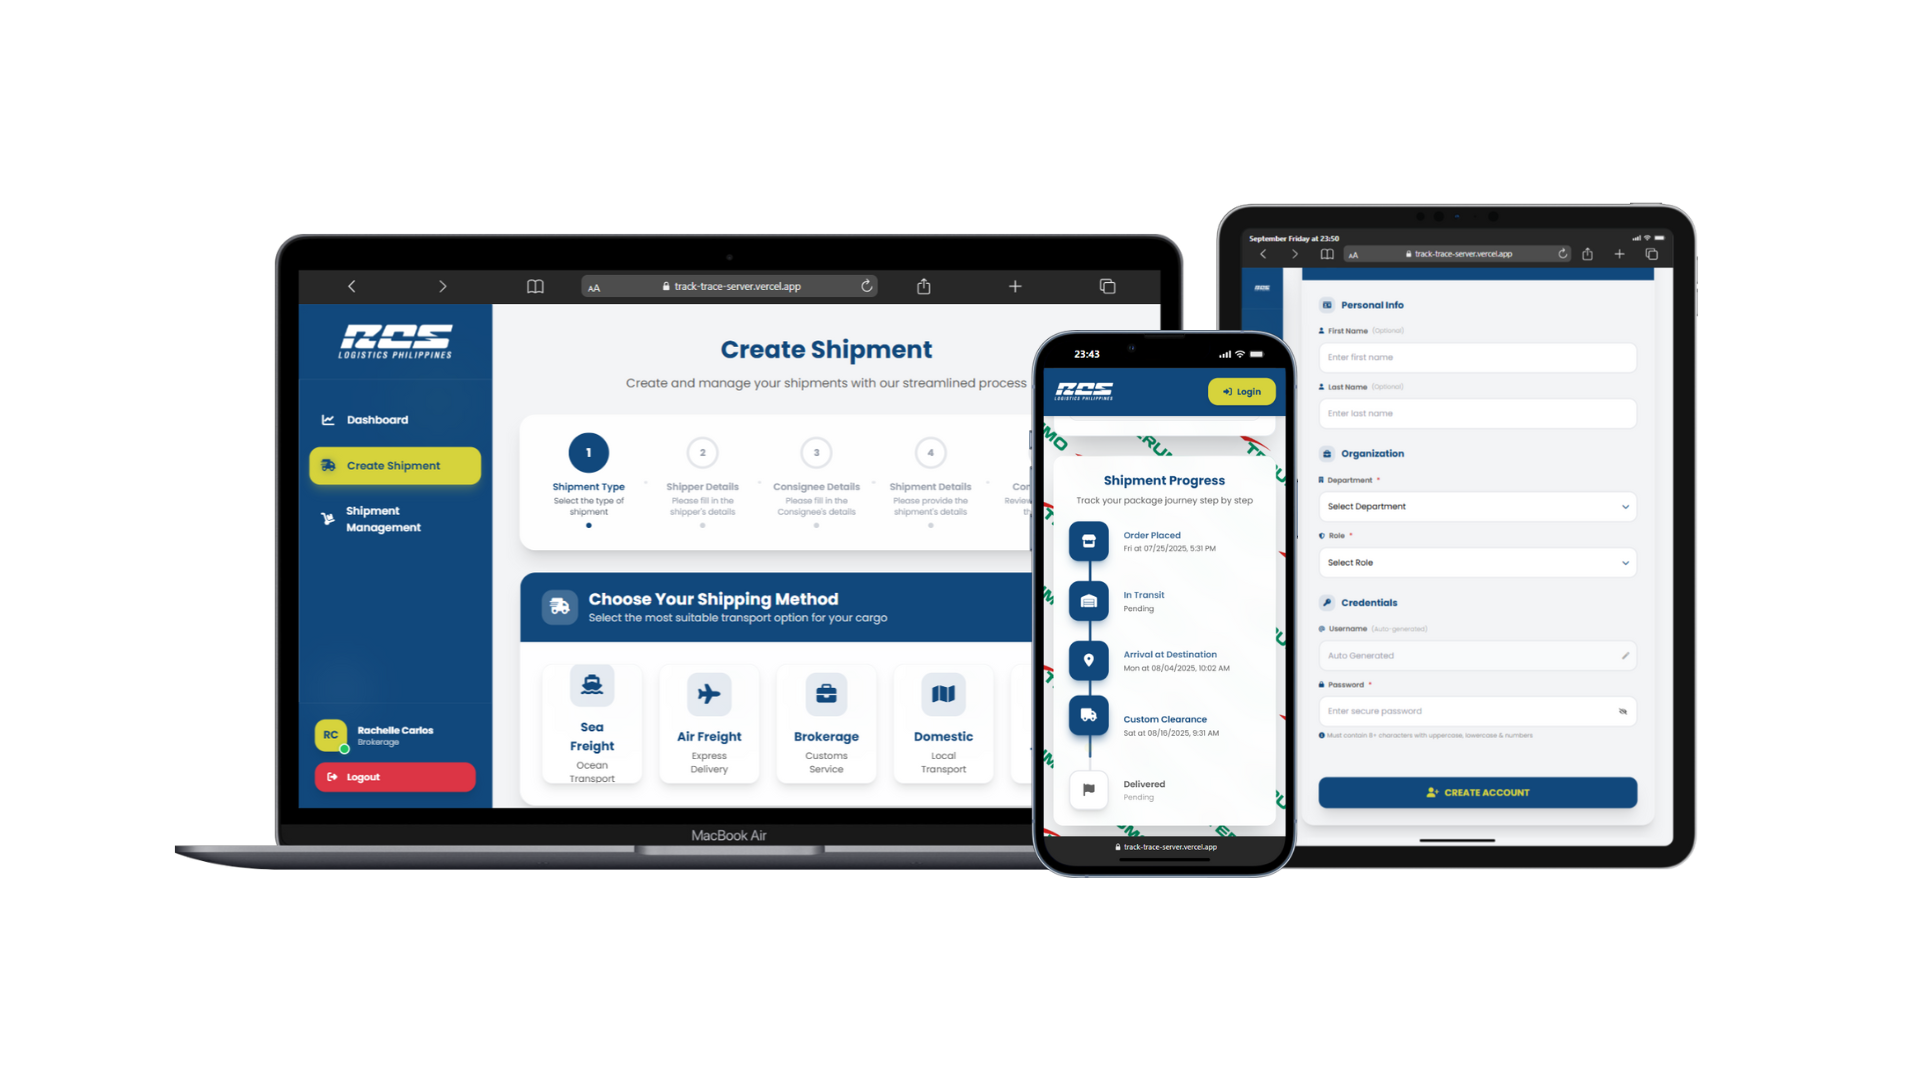 AA
track-trace-server.vercel.app
RCS
LOGISTICS PHILIPPINES
Dashboard
Create Shipment
Shipment
Management
RC
Rachelle Carlos
Brokerage
Logout
Create Shipment
Create and manage your shipments with our streamlined process
1
Shipment Type
Select the type of
shipment
2
Shipper Details
Please fill in the
shipper's details
3
Consignee Details
Please fill in the
Consignee's details
4
Shipment Details
Please provide the
shipment's details
Con
Review
th
Choose Your Shipping Method
Select the most suitable transport option for your cargo
Sea
Freight
Ocean
Transport
Air Freight
Express
Delivery
Brokerage
Customs
Service
Domestic
Local
Transport
MacBook Air
23:43
RCS
LOGISTICS PHILIPPINES
Login
Shipment Progress
Track your package journey step by step
Order Placed
Fri at 07/25/2025, 5:31 PM
In Transit
Pending
Arrival at Destination
Mon at 08/04/2025, 10:02 AM
Custom Clearance
Sat at 08/16/2025, 9:31 AM
Delivered
Pending
track-trace-server.vercel.app
September Friday at 23:50
AA
track-trace-server.vercel.app
RCS
Personal Info
First Name (Optional)
Enter first name
Last Name (Optional)
Enter last name
Organization
Department *
Select Department
Role *
Select Role
Credentials
Username (Auto-generated)
Auto Generated
Password *
Enter secure password
Must contain 8+ characters with uppercase, lowercase & numbers
CREATE ACCOUNT